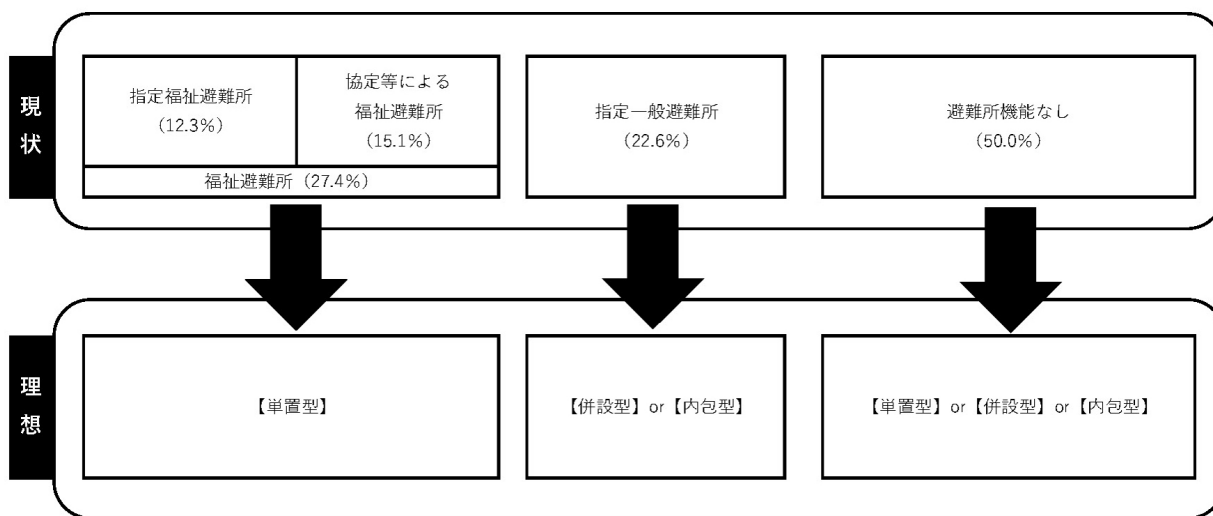 現状
指定福祉避難所
(12.3%)
協定等による
福祉避難所
(15.1%)
福祉避難所 (27.4%)
指定一般避難所
(22.6%)
避難所機能なし
(50.0%)
理想
【単置型】
【併設型】or【内包型】
【単置型】or【併設型】or【内包型】